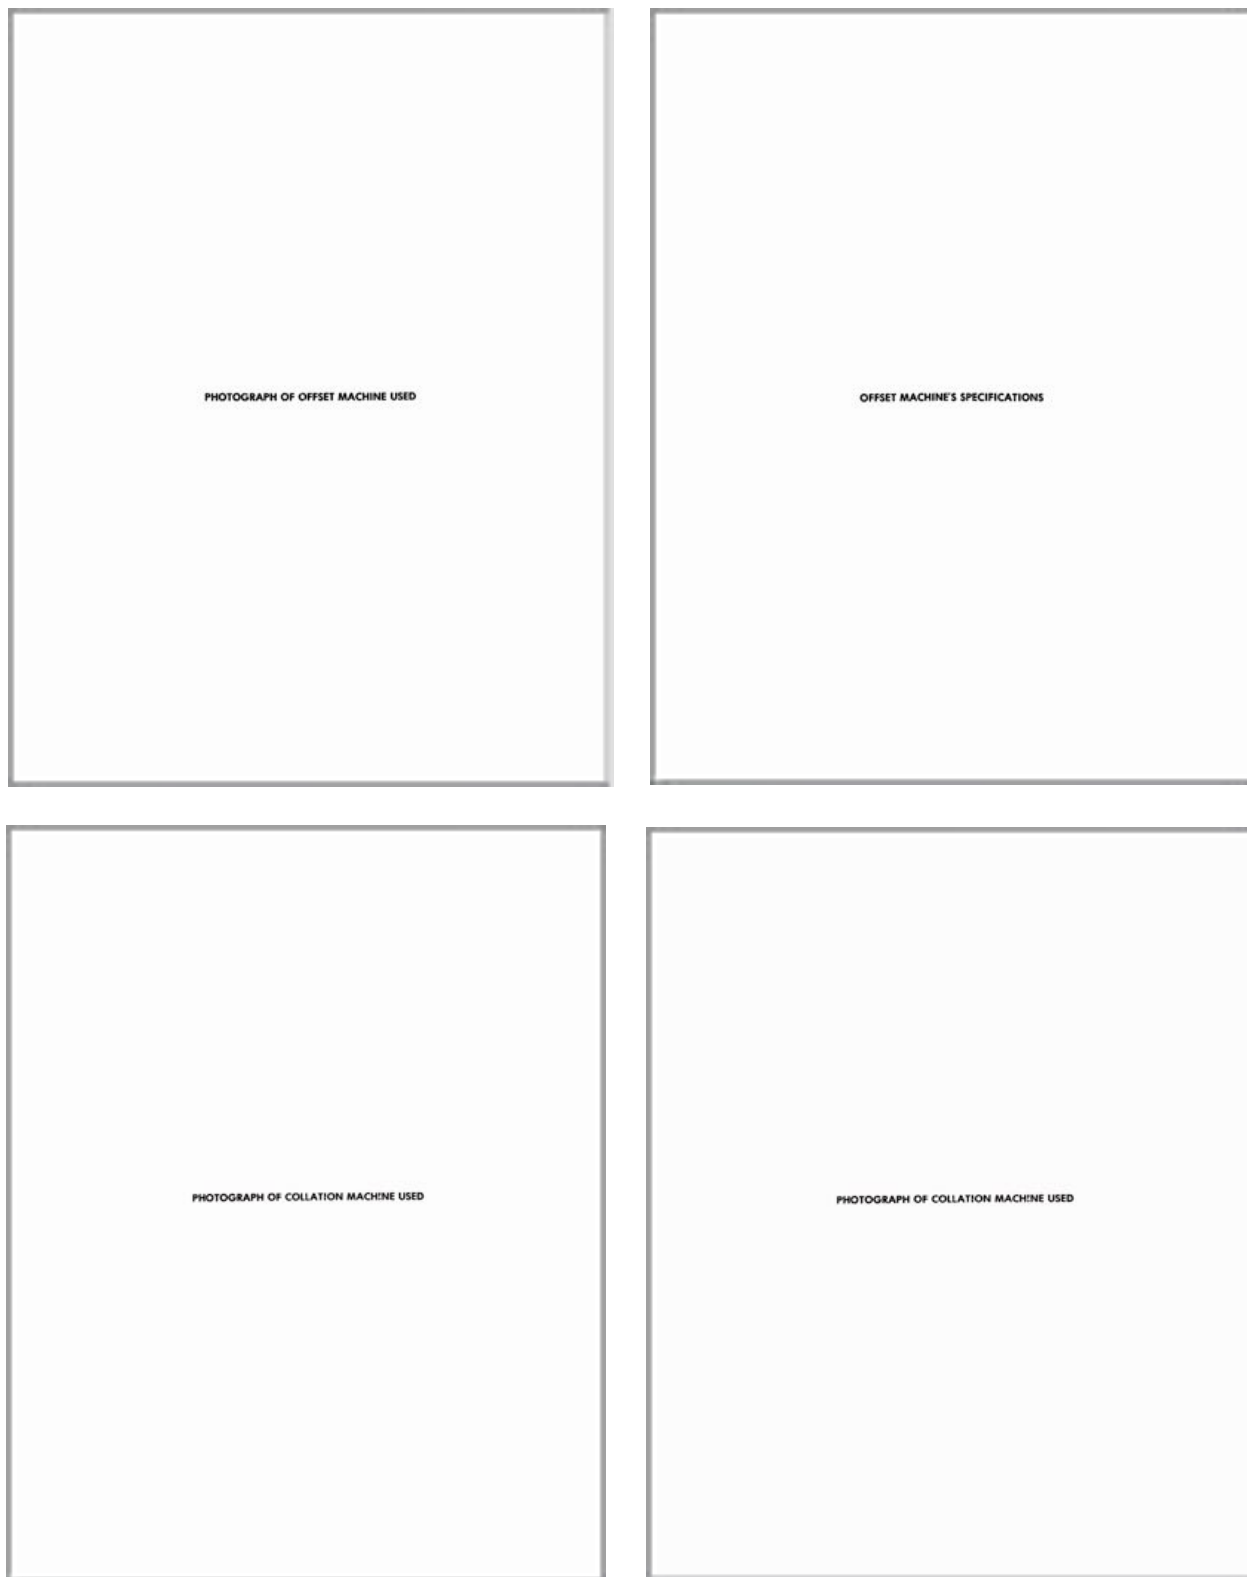 PHOTOGRAPH OF OFFSET MACHINE USED
OFFSET MACHINE'S SPECIFICATIONS
PHOTOGRAPH OF COLLATION MACHINE USED
PHOTOGRAPH OF COLLATION MACHINE USED